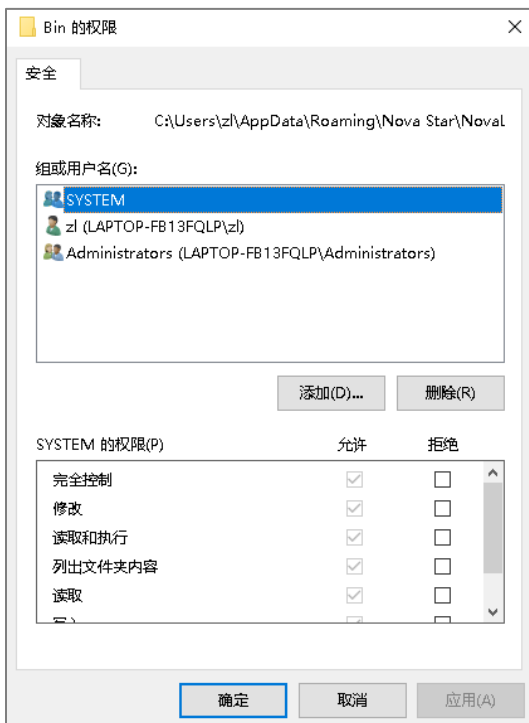 Bin 的权限
安全
对象名称: C:\Users\zl\AppData\Roaming\Nova Star\NovaL
组或用户名(G):
SYSTEM
zl (LAPTOP-FB13FQLP\zl)
Administrators (LAPTOP-FB13FQLP\Administrators)
添加(D)... 删除(R)
SYSTEM 的权限(P) 允许 拒绝
完全控制
修改
读取和执行
列出文件夹内容
读取
确定 取消 应用(A)